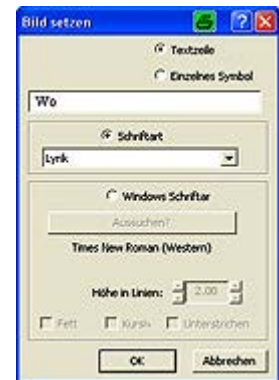 Bild setzen
Textzeile
Einzelnes Symbol
Wo
Schriftart
Lyrik
Windows Schriftar
Aussuchen?
Times New Roman (Western)
Höhe in Linien: 2.00
Fett Kursiv Unterstrichen
OK Abbrechen